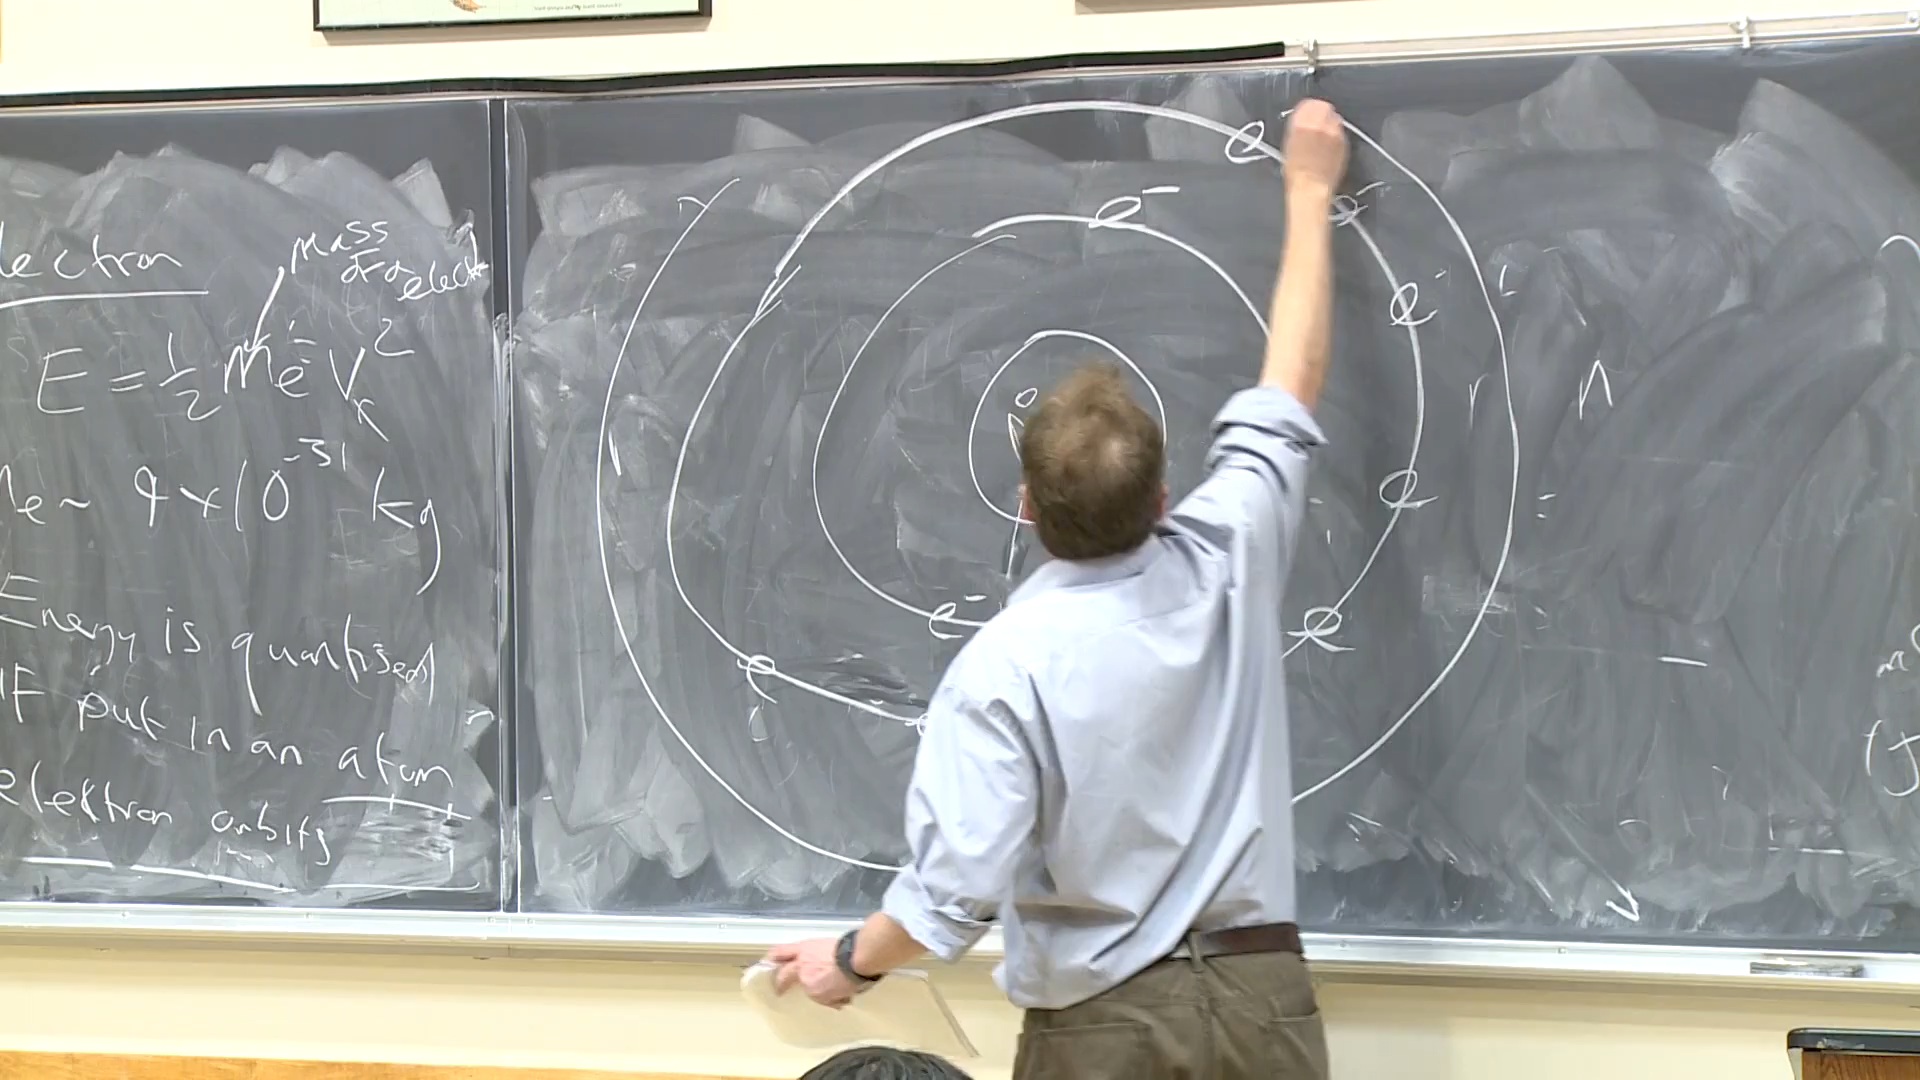 lectron
mass
of a
elect
E = 1/2 Me⁻ Vx²
Me ~ 9 x 10⁻³¹ kg
Energy is quantised
IF put in an atom
elektron orbits
e⁻
e
e⁻
e⁻
e
e
e⁻
e
n